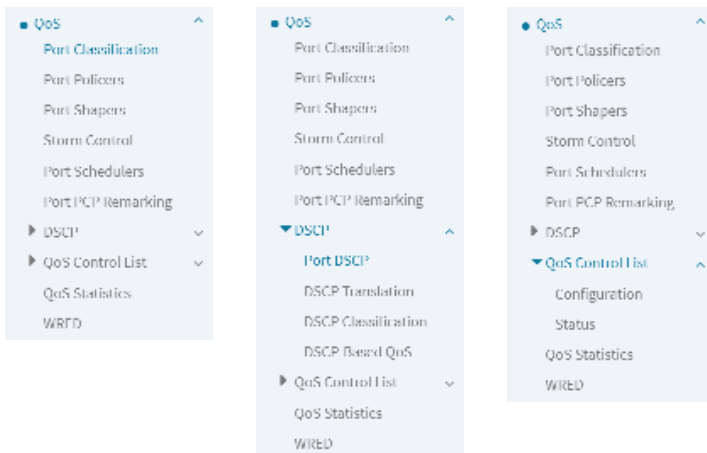 QoS
Port Classification
Port Policers
Port Shapers
Storm Control
Port Schedulers
Port PCP Remarking
DSCP
QoS Control List
QoS Statistics
WRED
QoS
Port Classification
Port Policers
Port Shapers
Storm Control
Port Schedulers
Port PCP Remarking
DSCP
Port DSCP
DSCP Translation
DSCP Classification
DSCP Based QoS
QoS Control List
QoS Statistics
WRED
QoS
Port Classification
Port Policers
Port Shapers
Storm Control
Port Schedulers
Port PCP Remarking
DSCP
QoS Control List
Configuration
Status
QoS Statistics
WRED